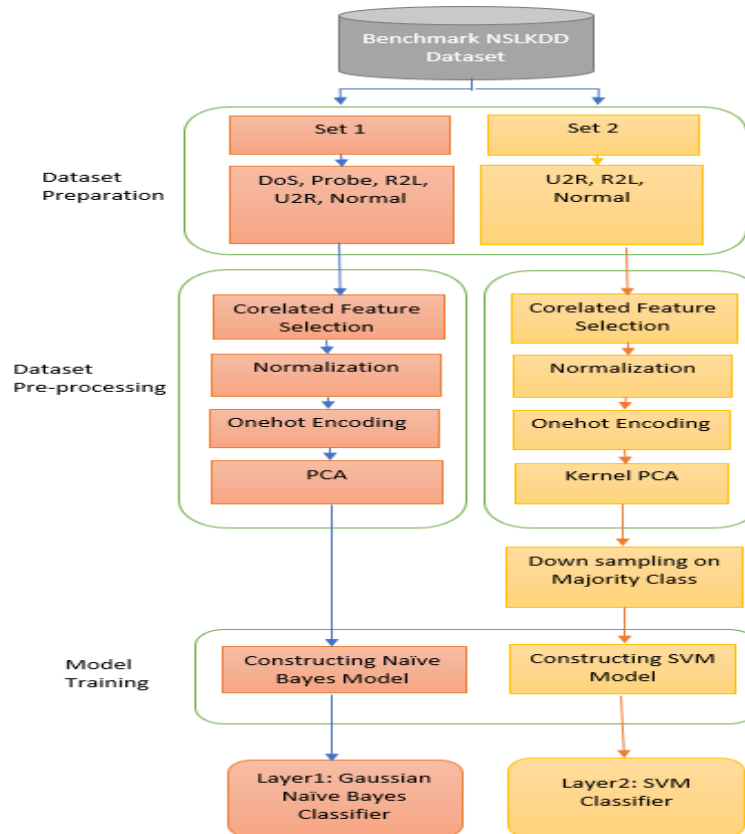 Benchmark NSLKDD
Dataset
Set 1
Set 2
Dataset
Preparation
DoS, Probe, R2L,
U2R, Normal
U2R, R2L,
Normal
Dataset
Pre-processing
Corelated Feature
Selection
Normalization
Onehot Encoding
PCA
Corelated Feature
Selection
Normalization
Onehot Encoding
Kernel PCA
Down sampling on
Majority Class
Model
Training
Constructing Naïve
Bayes Model
Constructing SVM
Model
Layer1: Gaussian
Naïve Bayes
Classifier
Layer2: SVM
Classifier